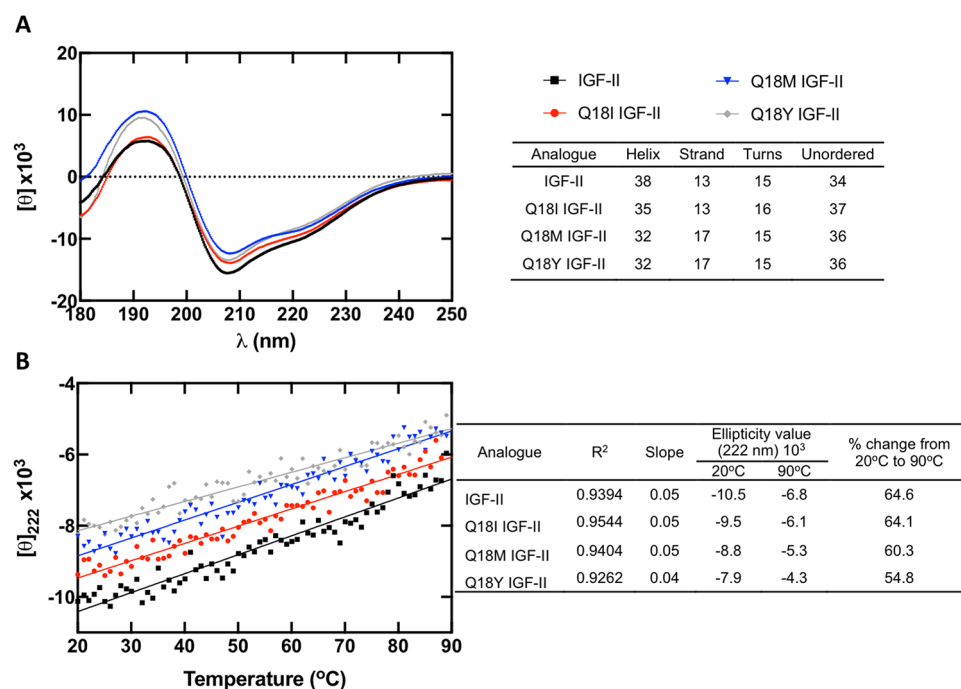 A
20
10
0
-10
-20
[θ] x10³
180 190 200 210 220 230 240 250
λ (nm)
IGF-II
Q18I IGF-II
Q18M IGF-II
Q18Y IGF-II
Analogue Helix Strand Turns Unordered
IGF-II 38 13 15 34
Q18I IGF-II 35 13 16 37
Q18M IGF-II 32 17 15 36
Q18Y IGF-II 32 17 15 36
B
-4
-6
-8
-10
[θ]₂₂₂ x10³
20 30 40 50 60 70 80 90
Temperature (ᴼC)
Analogue R² Slope Ellipticity value (222 nm) 10³ % change from 20ᴼC to 90ᴼC
20ᴼC 90ᴼC
IGF-II 0.9394 0.05 -10.5 -6.8 64.6
Q18I IGF-II 0.9544 0.05 -9.5 -6.1 64.1
Q18M IGF-II 0.9404 0.05 -8.8 -5.3 60.3
Q18Y IGF-II 0.9262 0.04 -7.9 -4.3 54.8